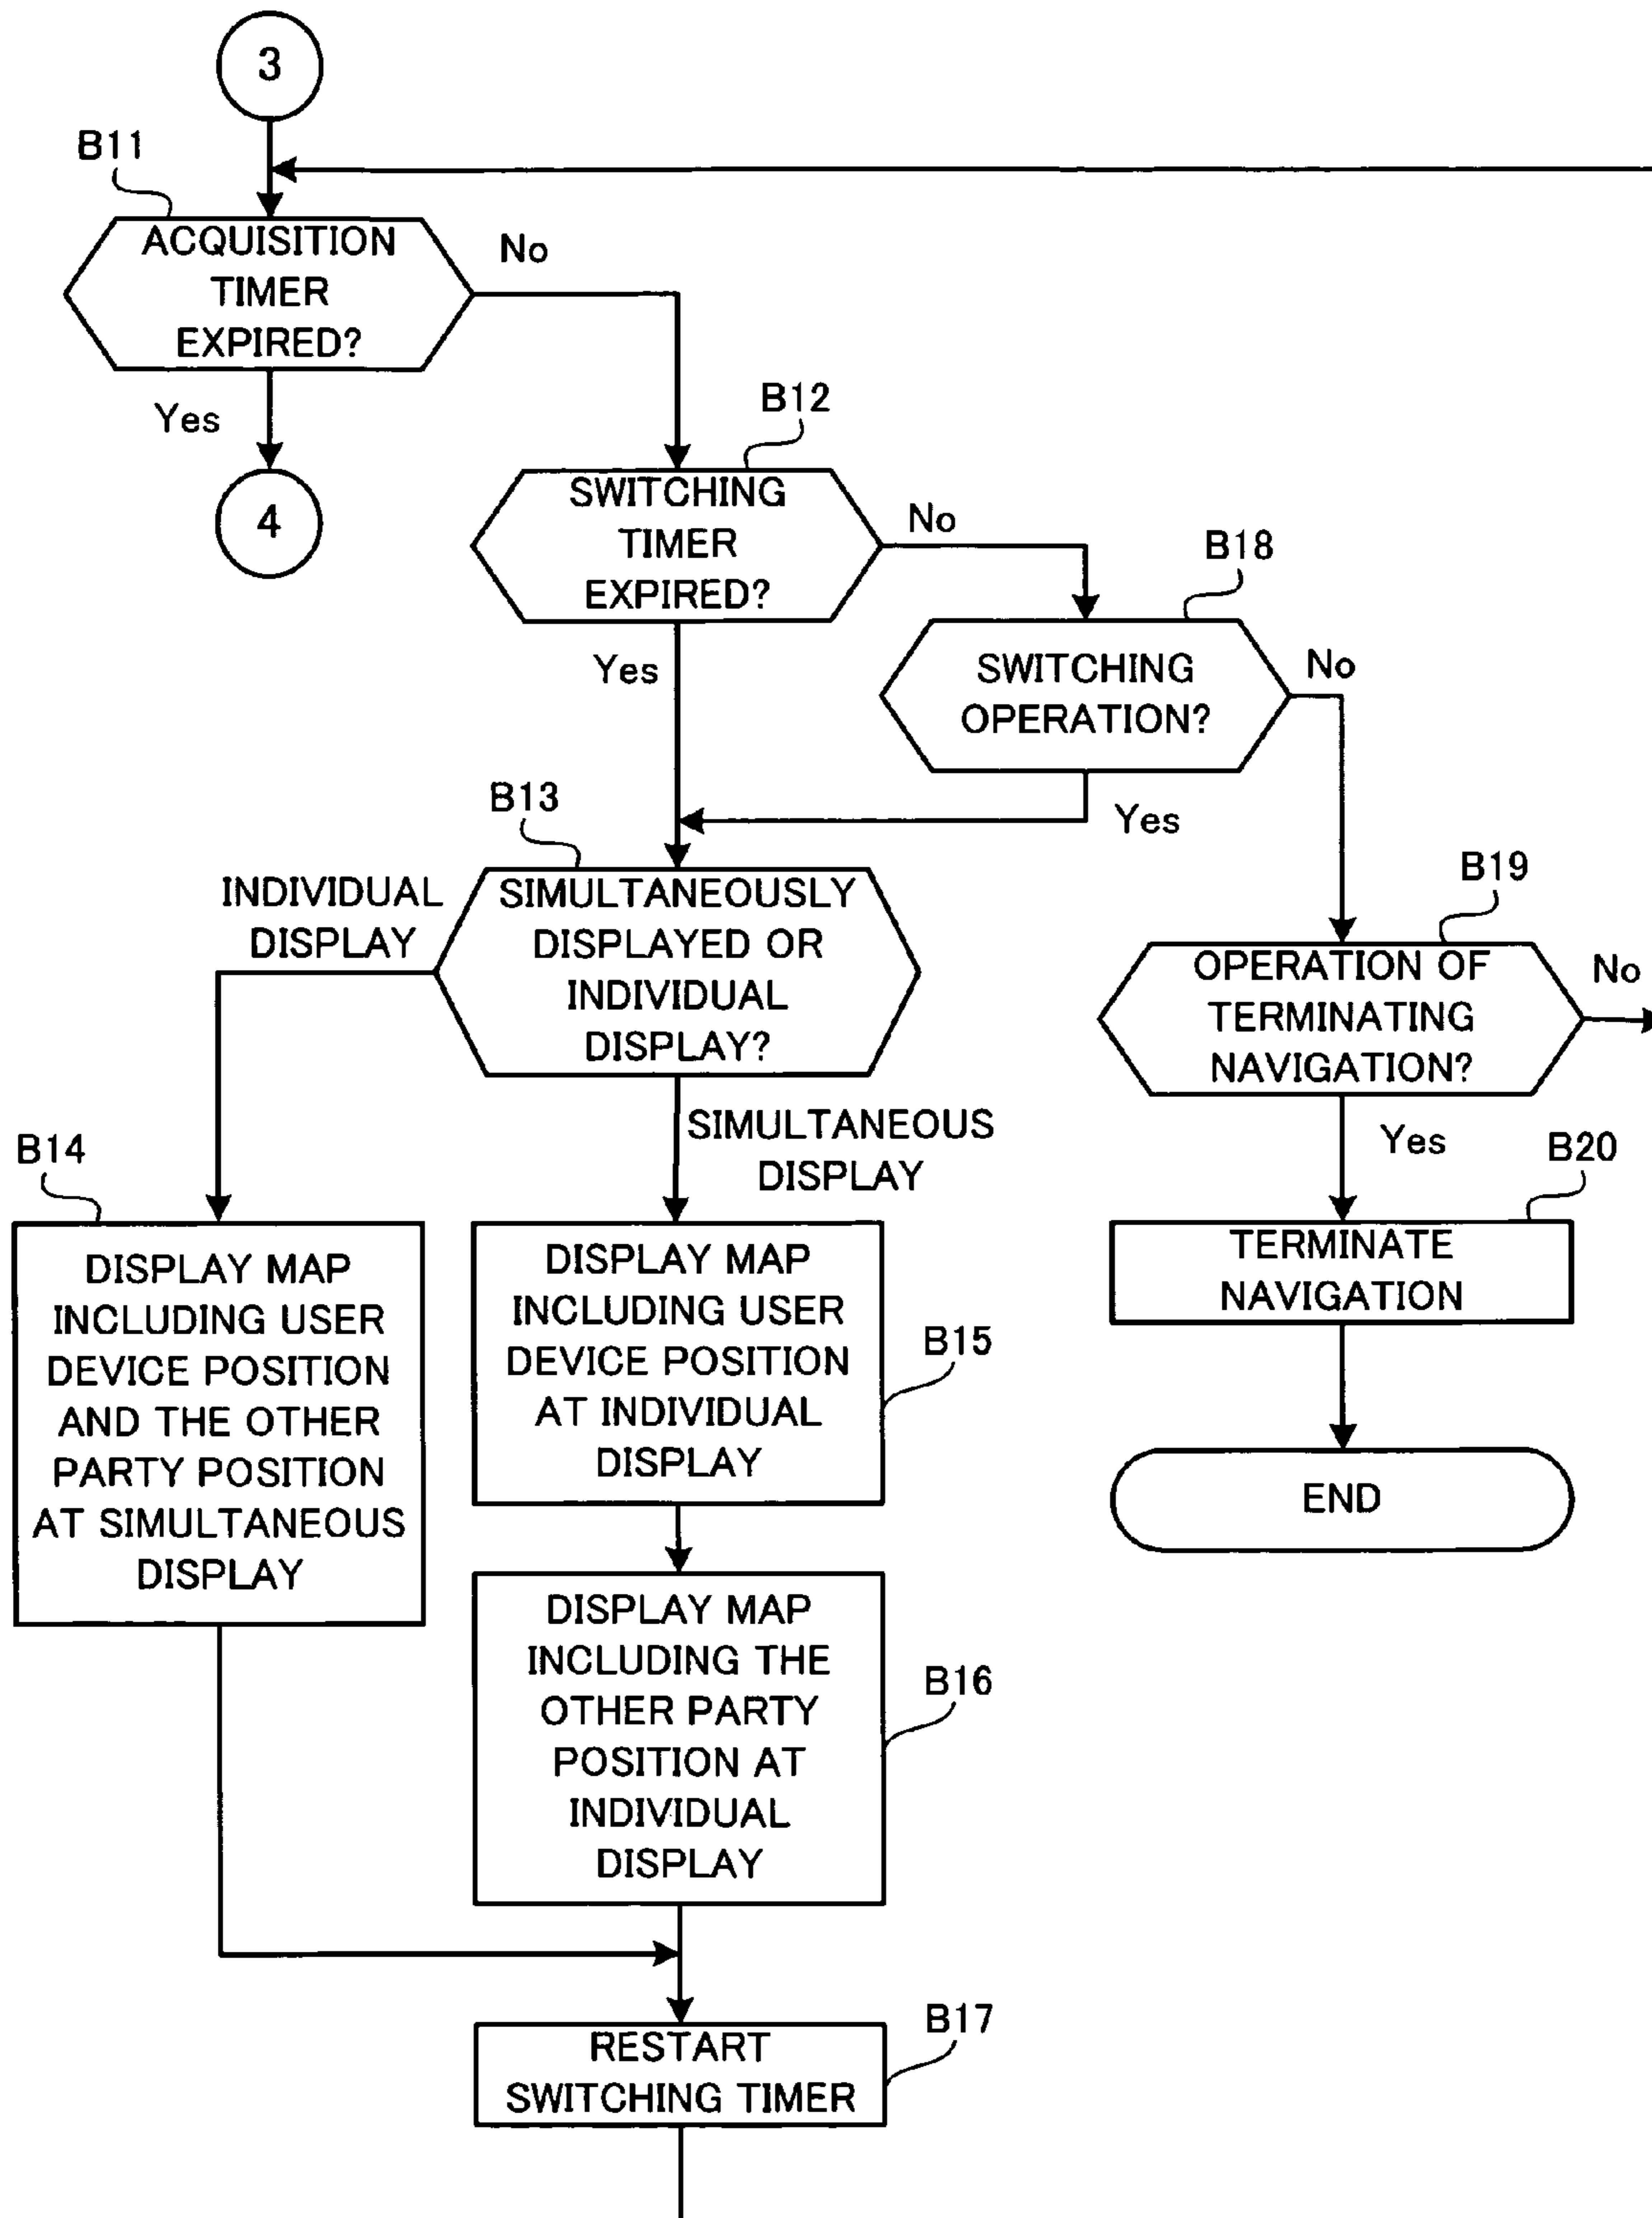 3
B11
ACQUISITION
TIMER
EXPIRED?
No
Yes
4
B12
SWITCHING
TIMER
EXPIRED?
No
Yes
B18
SWITCHING
OPERATION?
No
Yes
B13
INDIVIDUAL
DISPLAY
SIMULTANEOUSLY
DISPLAYED OR
INDIVIDUAL
DISPLAY?
SIMULTANEOUS
DISPLAY
B19
OPERATION OF
TERMINATING
NAVIGATION?
No
Yes
B14
DISPLAY MAP
INCLUDING USER
DEVICE POSITION
AND THE OTHER
PARTY POSITION
AT SIMULTANEOUS
DISPLAY
DISPLAY MAP
INCLUDING USER
DEVICE POSITION
AT INDIVIDUAL
DISPLAY
B15
B20
TERMINATE
NAVIGATION
END
DISPLAY MAP
INCLUDING THE
OTHER PARTY
POSITION AT
INDIVIDUAL
DISPLAY
B16
RESTART
SWITCHING TIMER
B17